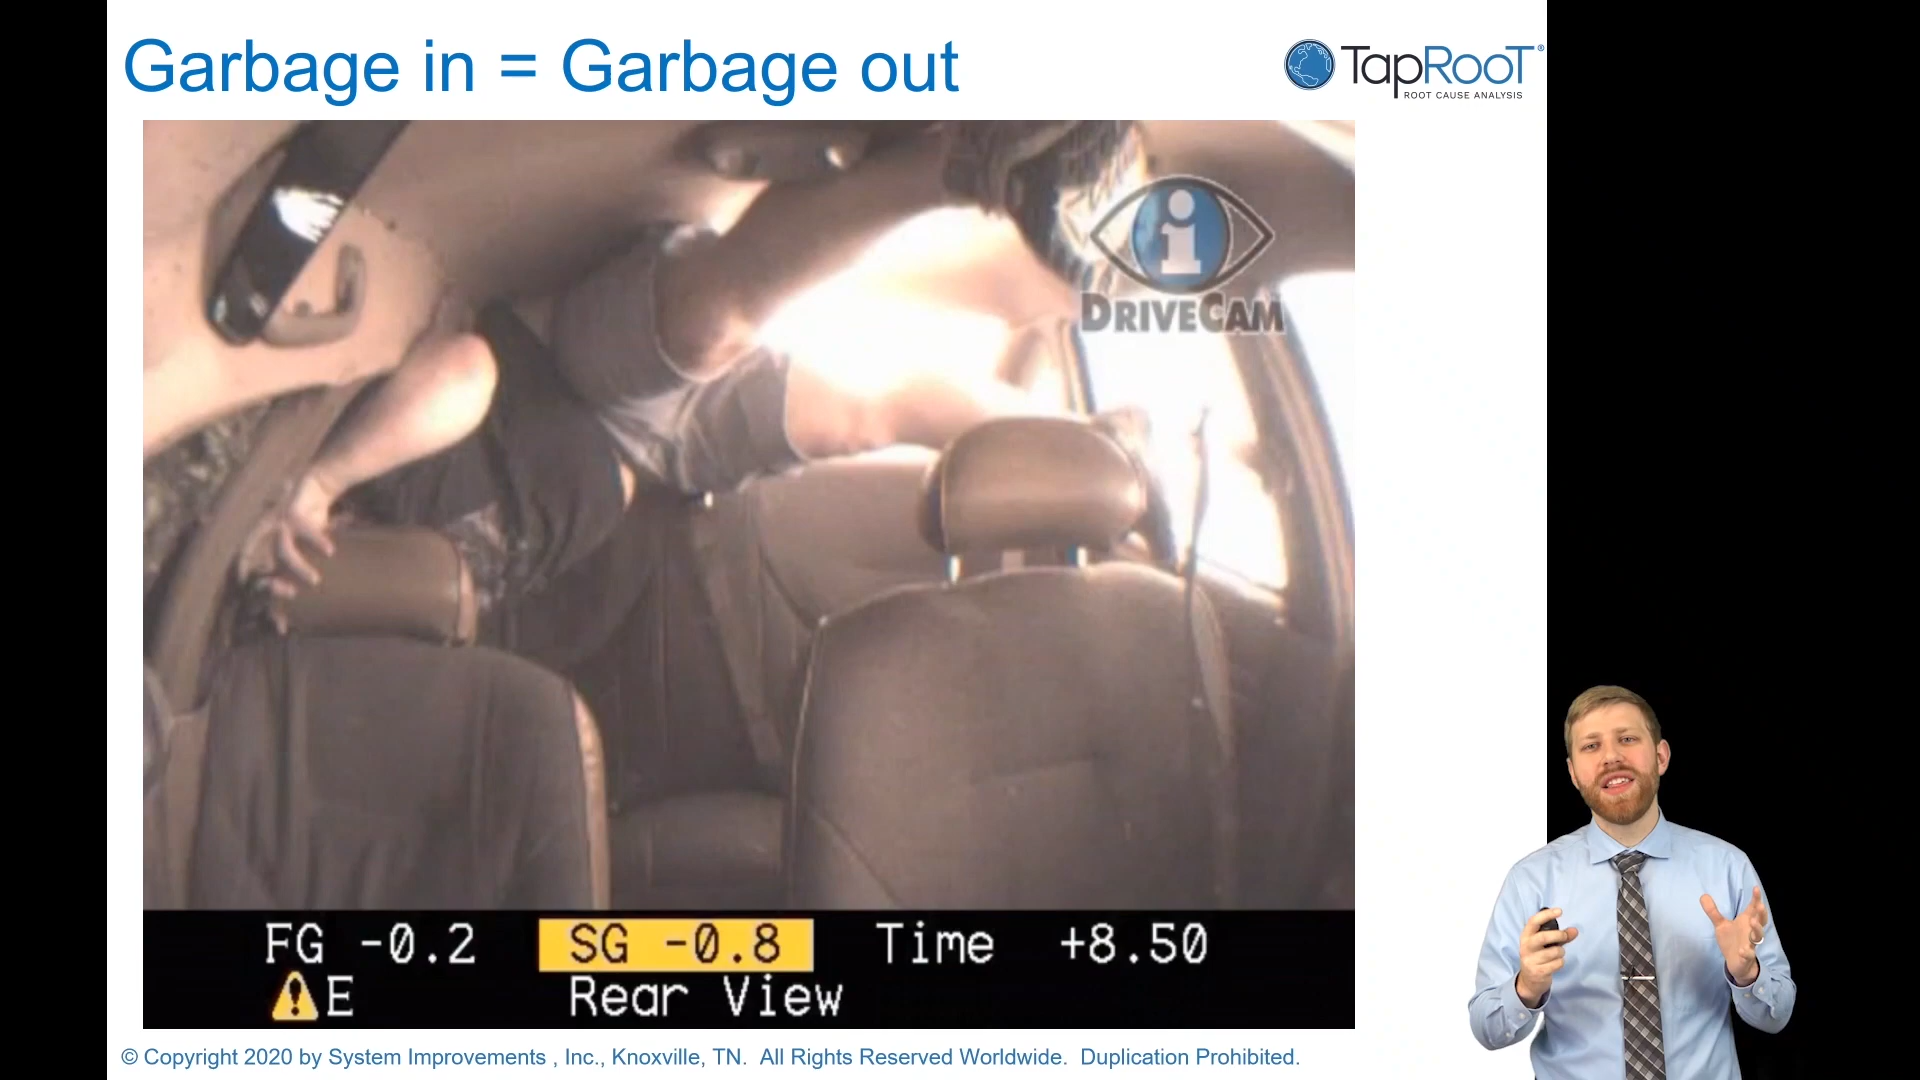 Garbage in = Garbage out
TapRooT®
ROOT CAUSE ANALYSIS
i
DRIVECAM
FG -0.2 SG -0.8 Time +8.50
E Rear View
© Copyright 2020 by System Improvements , Inc., Knoxville, TN. All Rights Reserved Worldwide. Duplication Prohibited.